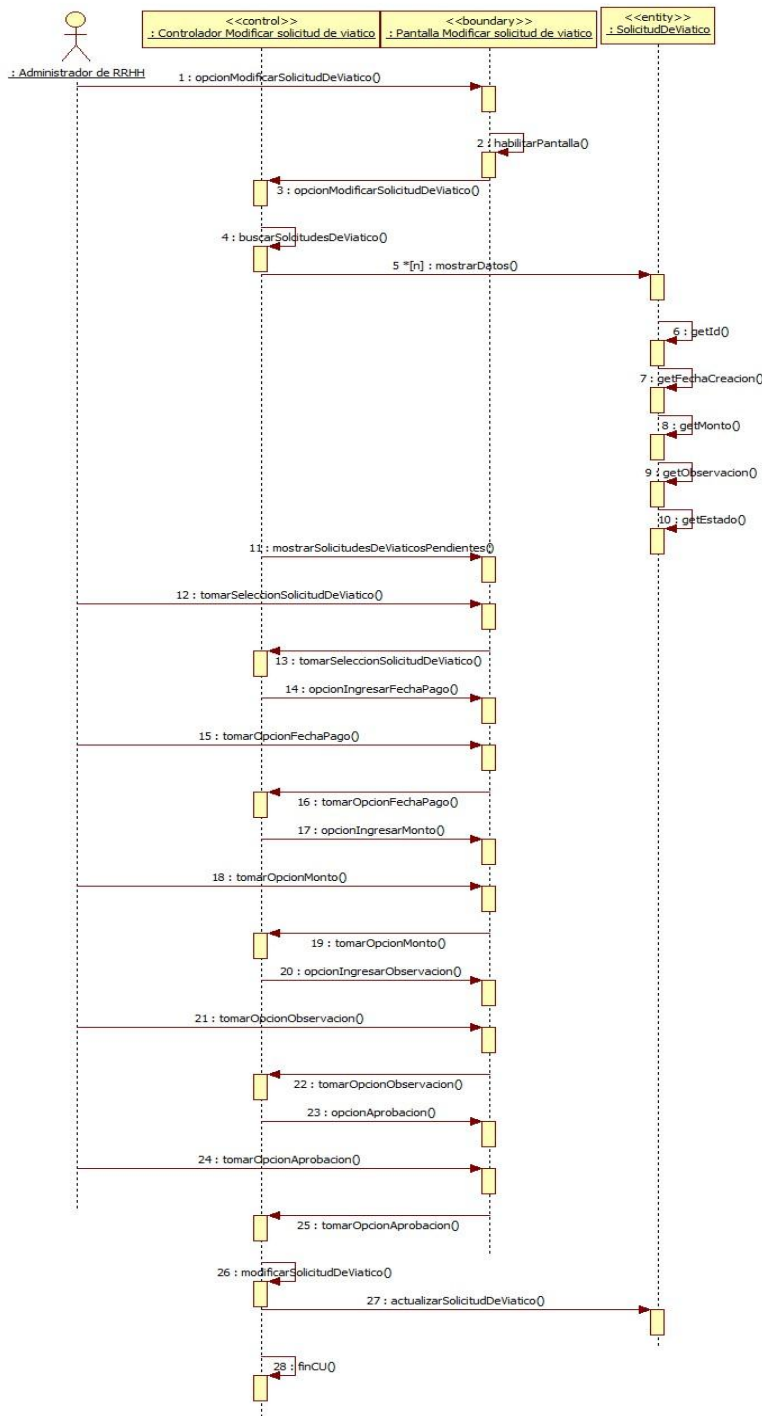 <<control>>
: Controlador Modificar solicitud de viatico
<<boundary>>
: Pantalla Modificar solicitud de viatico
<<entity>>
: SolicitudDeViatico
: Administrador de RRHH
1 : opcionModificarSolicitudDeViatico()
2 : habilitarPantalla()
3 : opcionModificarSolicitudDeViatico()
4 : buscarSolcitudesDeViatico()
5 *[n] : mostrarDatos()
6 : getId()
7 : getFechaCreacion()
8 : getMonto()
9 : getObservacion()
10 : getEstado()
11 : mostrarSolicitudesDeViaticosPendientes()
12 : tomarSeleccionSolicitudDeViatico()
13 : tomarSeleccionSolicitudDeViatico()
14 : opcionIngresarFechaPago()
15 : tomarOpcionFechaPago()
16 : tomarOpcionFechaPago()
17 : opcionIngresarMonto()
18 : tomarOpcionMonto()
19 : tomarOpcionMonto()
20 : opcionIngresarObservacion()
21 : tomarOpcionObservacion()
22 : tomarOpcionObservacion()
23 : opcionAprobacion()
24 : tomarOpcionAprobacion()
25 : tomarOpcionAprobacion()
26 : modificarSolicitudDeViatico()
27 : actualizarSolicitudDeViatico()
28 : finCU()